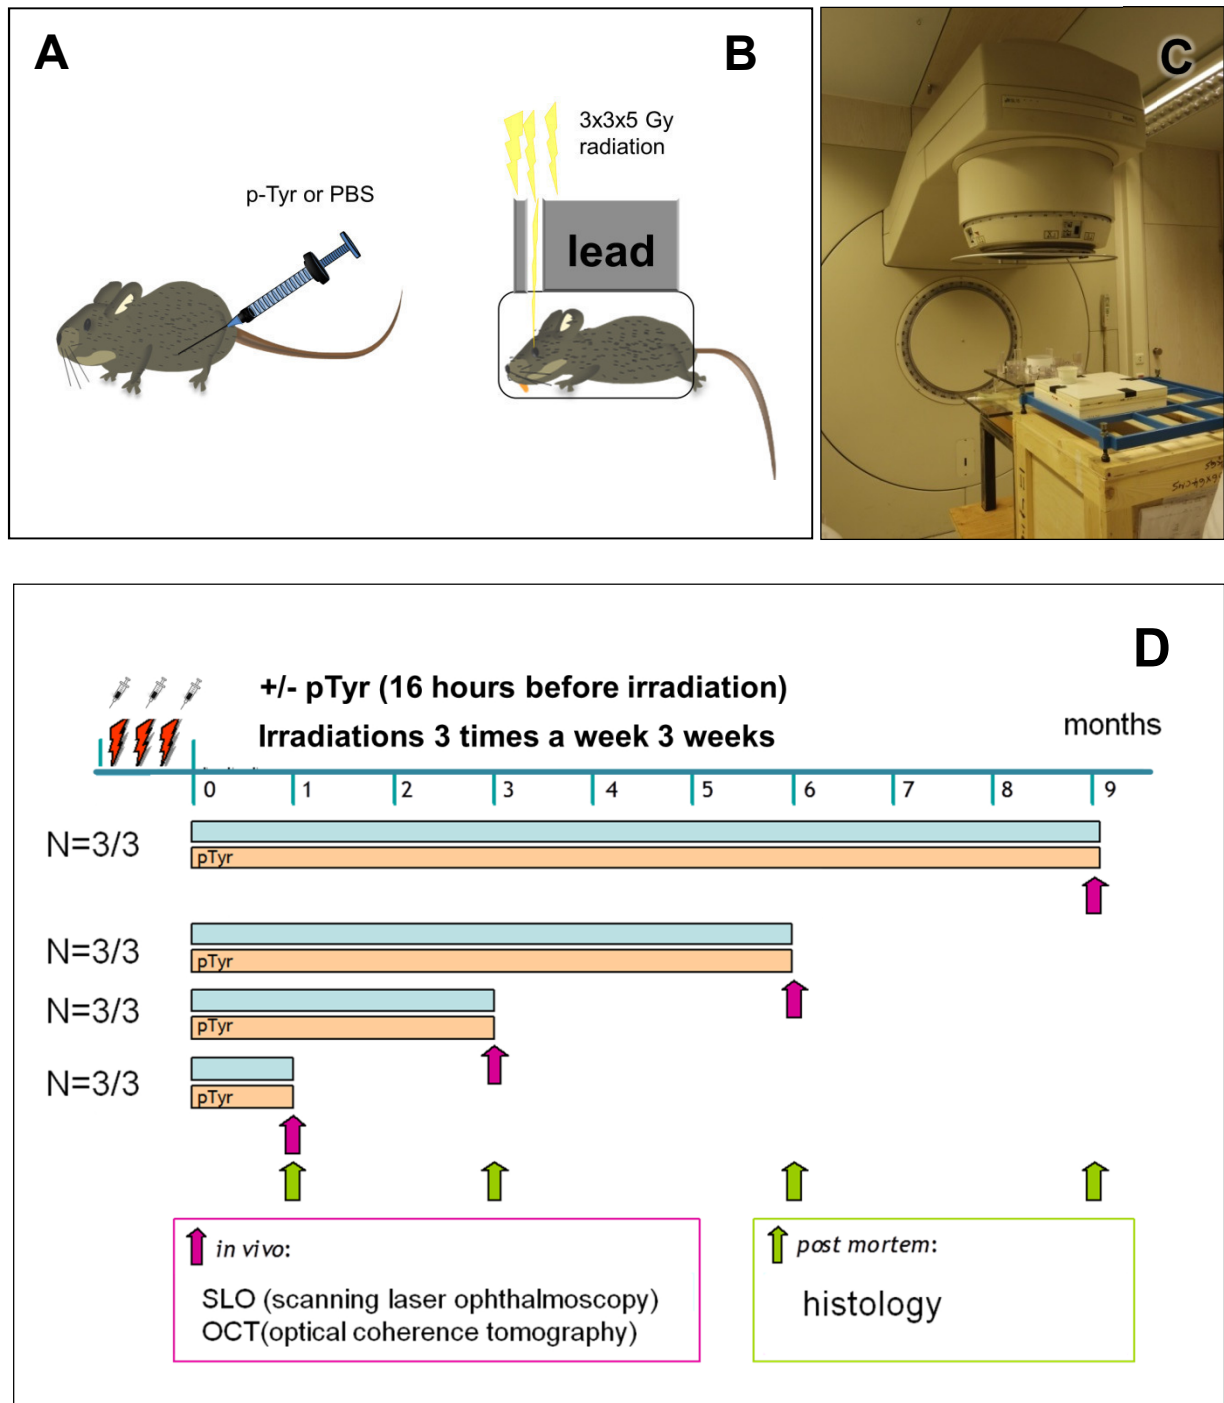 A
B
C
p-Tyr or PBS
3x3x5 Gy
radiation
lead
D
+/- pTyr (16 hours before irradiation)
Irradiations 3 times a week 3 weeks
months
0 1 2 3 4 5 6 7 8 9
N=3/3
pTyr
N=3/3
pTyr
N=3/3
pTyr
N=3/3
pTyr
in vivo:
SLO (scanning laser ophthalmoscopy)
OCT(optical coherence tomography)
post mortem:
histology